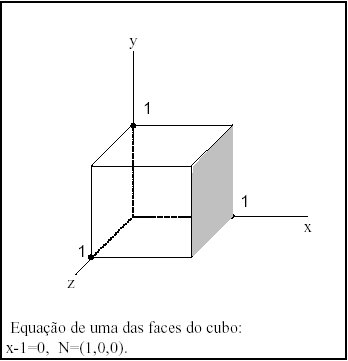 y
1
1
x
1
z
Equação de uma das faces do cubo:
x-1=0, N=(1,0,0).